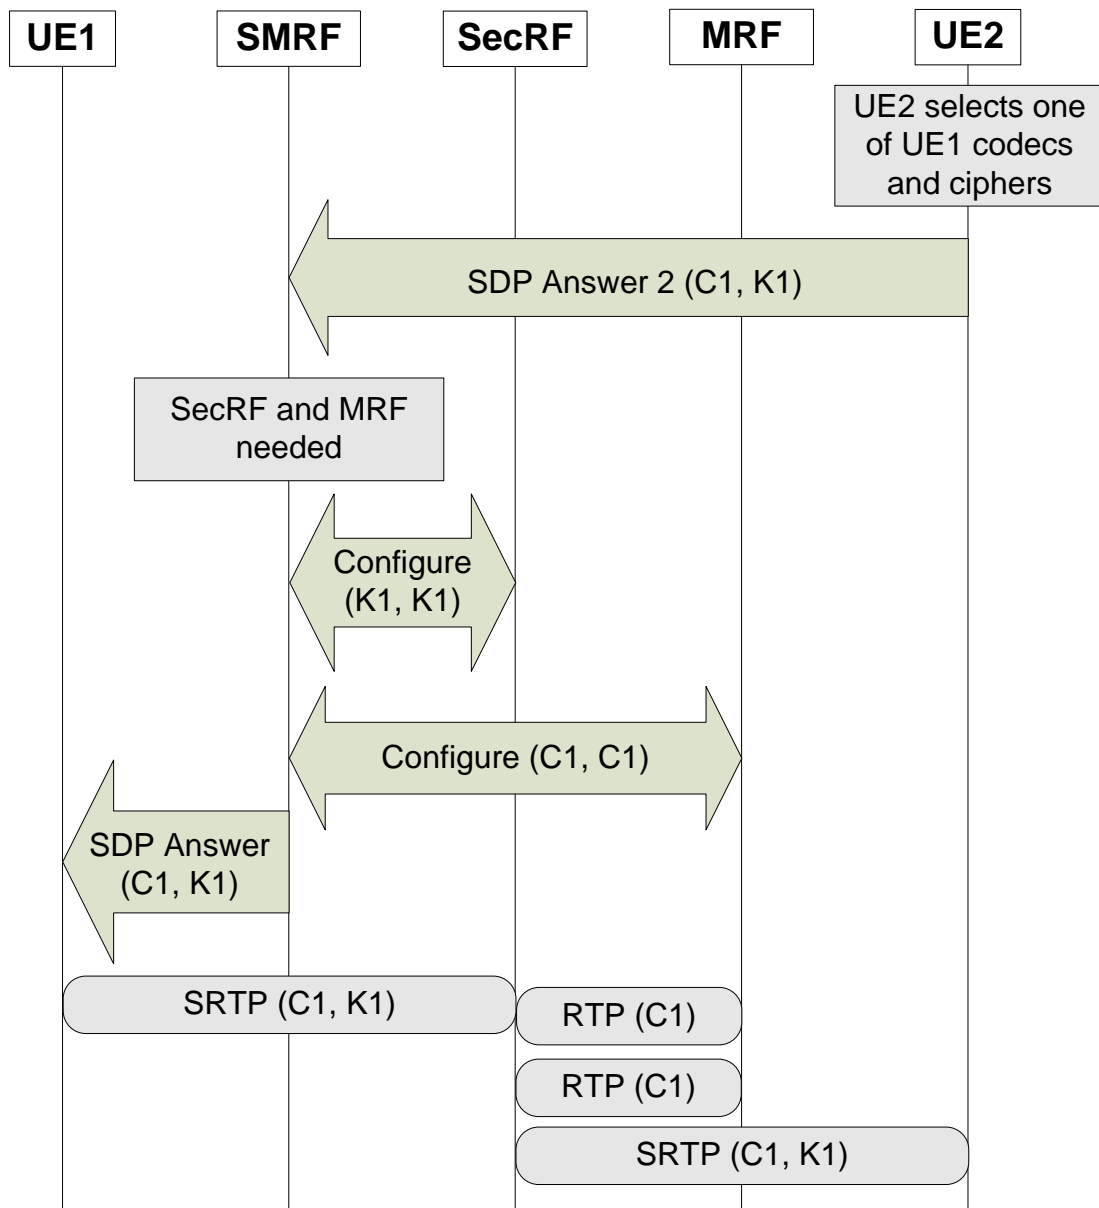 UE1
SMRF
SecRF
MRF
UE2
UE2 selects one
of UE1 codecs
and ciphers
SDP Answer 2 (C1, K1)
SecRF and MRF
needed
Configure
(K1, K1)
Configure (C1, C1)
SDP Answer
(C1, K1)
SRTP (C1, K1)
RTP (C1)
RTP (C1)
SRTP (C1, K1)